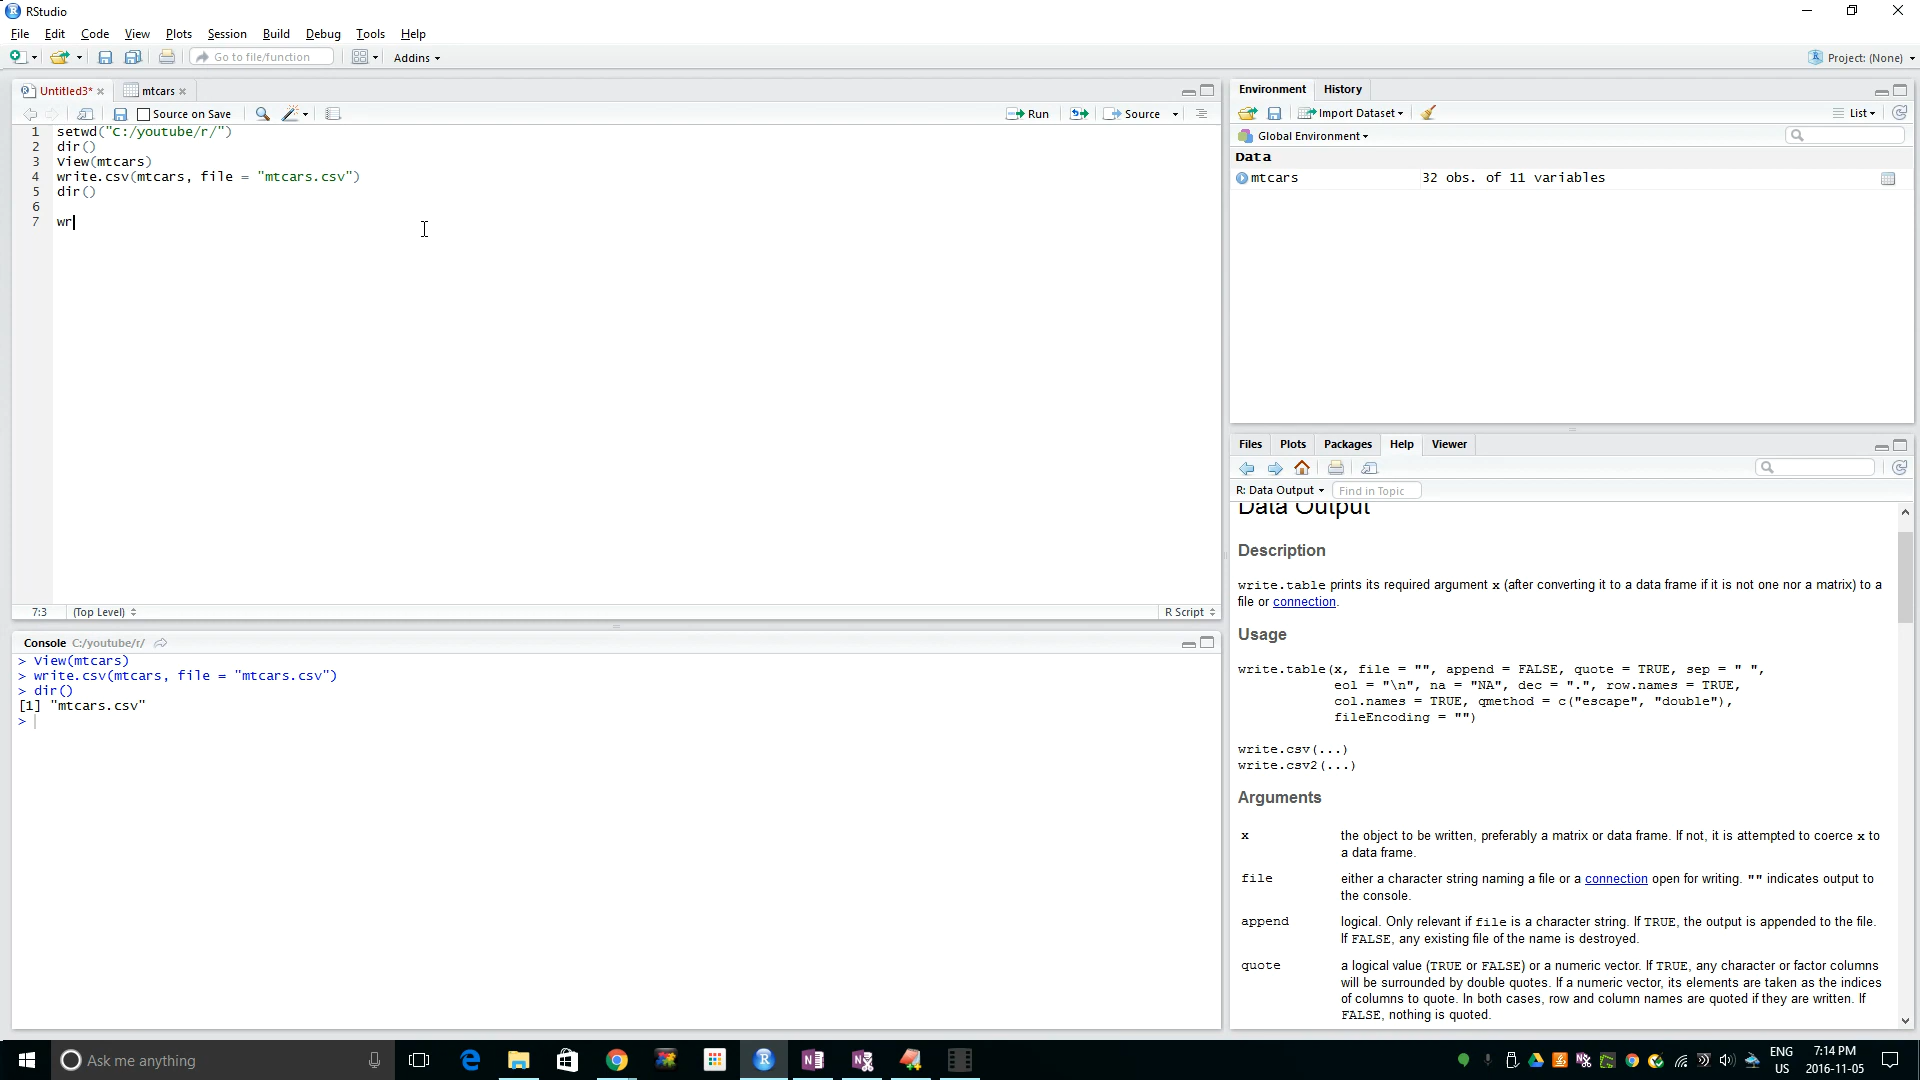 RStudio
File Edit Code View Plots Session Build Debug Tools Help
Go to file/function Addins Project: (None)
Untitled3* mtcars
Source on Save Run Source
1 setwd("C:/youtube/r/")
2 dir()
3 View(mtcars)
4 write.csv(mtcars, file = "mtcars.csv")
5 dir()
6
7 wr
7:3 (Top Level) R Script
Console C:/youtube/r/
> View(mtcars)
> write.csv(mtcars, file = "mtcars.csv")
> dir()
[1] "mtcars.csv"
>
Environment History
Import Dataset List
Global Environment
Data
mtcars 32 obs. of 11 variables
Files Plots Packages Help Viewer
R: Data Output Find in Topic
Data Output
Description
write.table prints its required argument x (after converting it to a data frame if it is not one nor a matrix) to a
file or connection.
Usage
write.table(x, file = "", append = FALSE, quote = TRUE, sep = " ",
eol = "\n", na = "NA", dec = ".", row.names = TRUE,
col.names = TRUE, qmethod = c("escape", "double"),
fileEncoding = "")
write.csv(...)
write.csv2(...)
Arguments
x the object to be written, preferably a matrix or data frame. If not, it is attempted to coerce x to
a data frame.
file either a character string naming a file or a connection open for writing. "" indicates output to
the console.
append logical. Only relevant if file is a character string. If TRUE, the output is appended to the file.
If FALSE, any existing file of the name is destroyed.
quote a logical value (TRUE or FALSE) or a numeric vector. If TRUE, any character or factor columns
will be surrounded by double quotes. If a numeric vector, its elements are taken as the indices
of columns to quote. In both cases, row and column names are quoted if they are written. If
FALSE, nothing is quoted.
Ask me anything
ENG
US
7:14 PM
2016-11-05